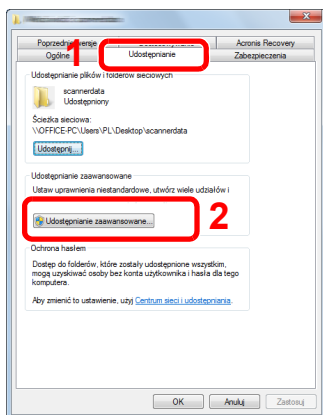 Poprzednie wersje
Acronis Recovery
1
Ogólne
Udostępnianie
Zabezpieczenia
Udostępnianie plików i folderów sieciowych
scannerdata
Udostępniony
Ścieżka sieciowa:
\\OFFICE-PC\Users\PL\Desktop\scannerdata
Udostępnij...
Udostępnianie zaawansowane
Ustaw uprawnienia niestandardowe, utwórz wiele udziałów i
Udostępnianie zaawansowane...
2
Ochrona hasłem
Dostęp do folderów, które zostały udostępnione wszystkim,
mogą uzyskiwać osoby bez konta użytkownika i hasła dla tego
komputera.
Aby zmienić to ustawienie, użyj Centrum sieci i udostępniania.
OK
Anuluj
Zastosuj